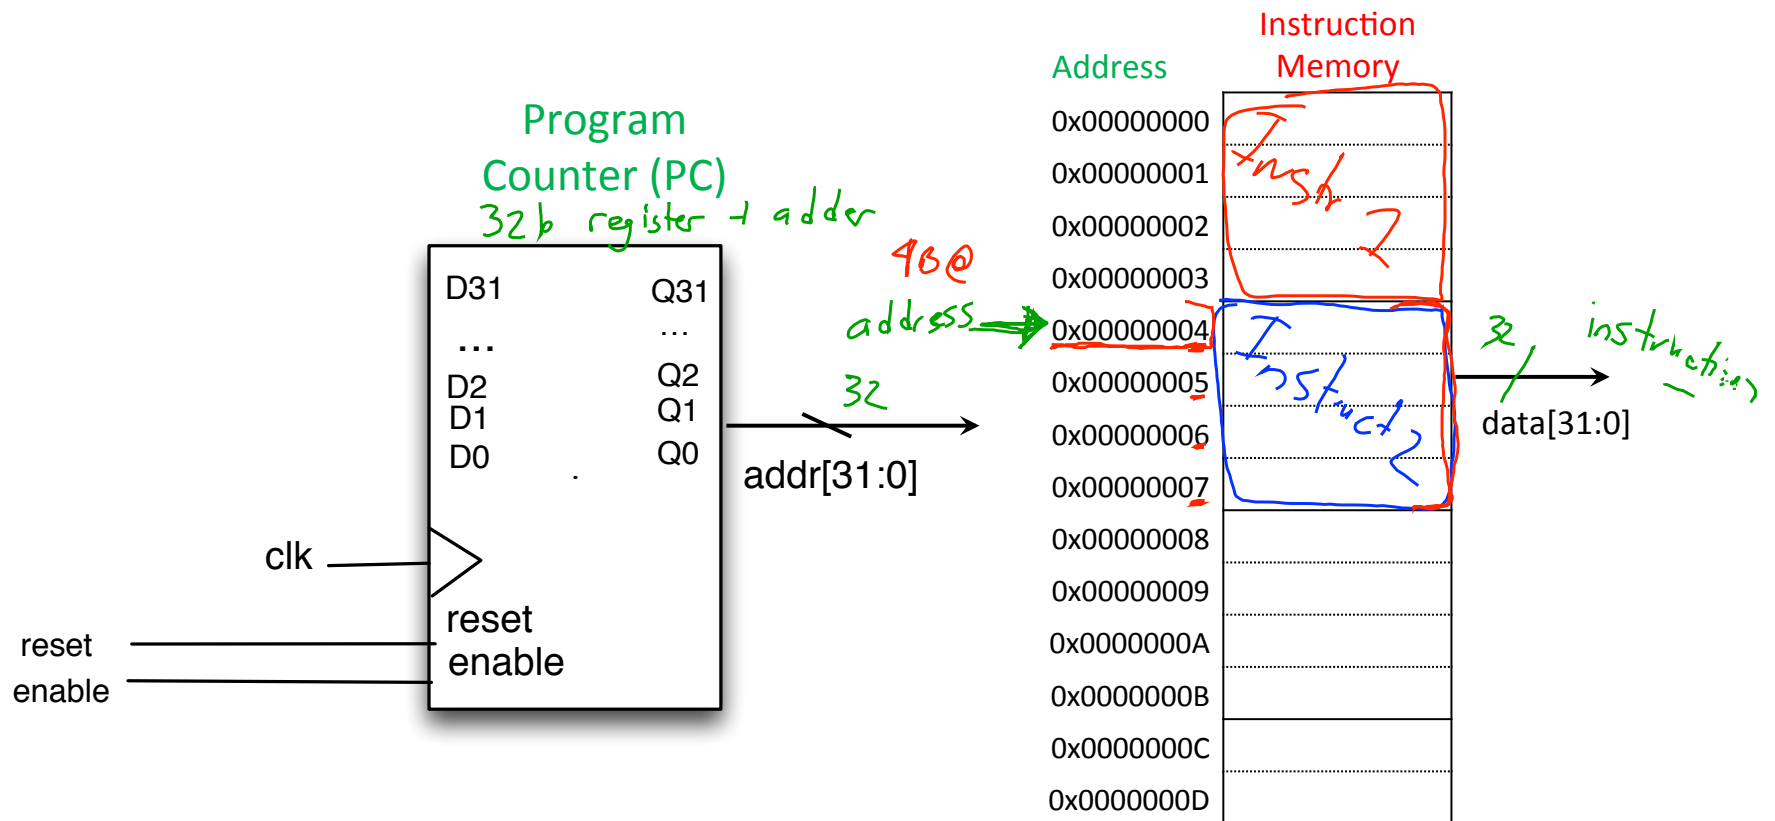 Program
Counter (PC)
32b register + adder
D31
...
D2
D1
D0
Q31
...
Q2
Q1
Q0
.
clk
reset
enable
reset
enable
32
addr[31:0]
4B@
address
Address
0x00000000
0x00000001
0x00000002
0x00000003
0x00000004
0x00000005
0x00000006
0x00000007
0x00000008
0x00000009
0x0000000A
0x0000000B
0x0000000C
0x0000000D
Instruction
Memory
Instr
1
Instruct
2
32
instruction
data[31:0]